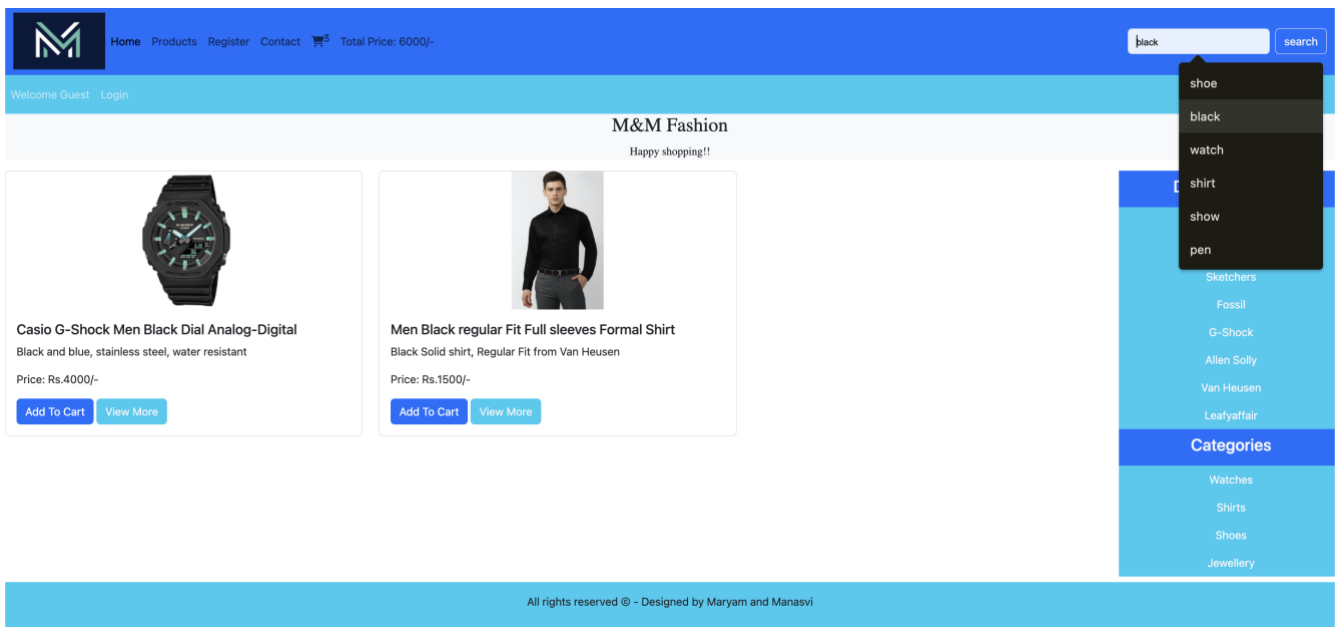 Home Products Register Contact 3 Total Price: 6000/-
black
search
shoe
black
watch
shirt
show
pen
Welcome Guest Login
M&M Fashion
Happy shopping!!
Casio G-Shock Men Black Dial Analog-Digital
Black and blue, stainless steel, water resistant
Price: Rs.4000/-
Add To Cart View More
Men Black regular Fit Full sleeves Formal Shirt
Black Solid shirt, Regular Fit from Van Heusen
Price: Rs.1500/-
Add To Cart View More
Sketchers
Fossil
G-Shock
Allen Solly
Van Heusen
Leafyaffair
Categories
Watches
Shirts
Shoes
Jewellery
All rights reserved © - Designed by Maryam and Manasvi